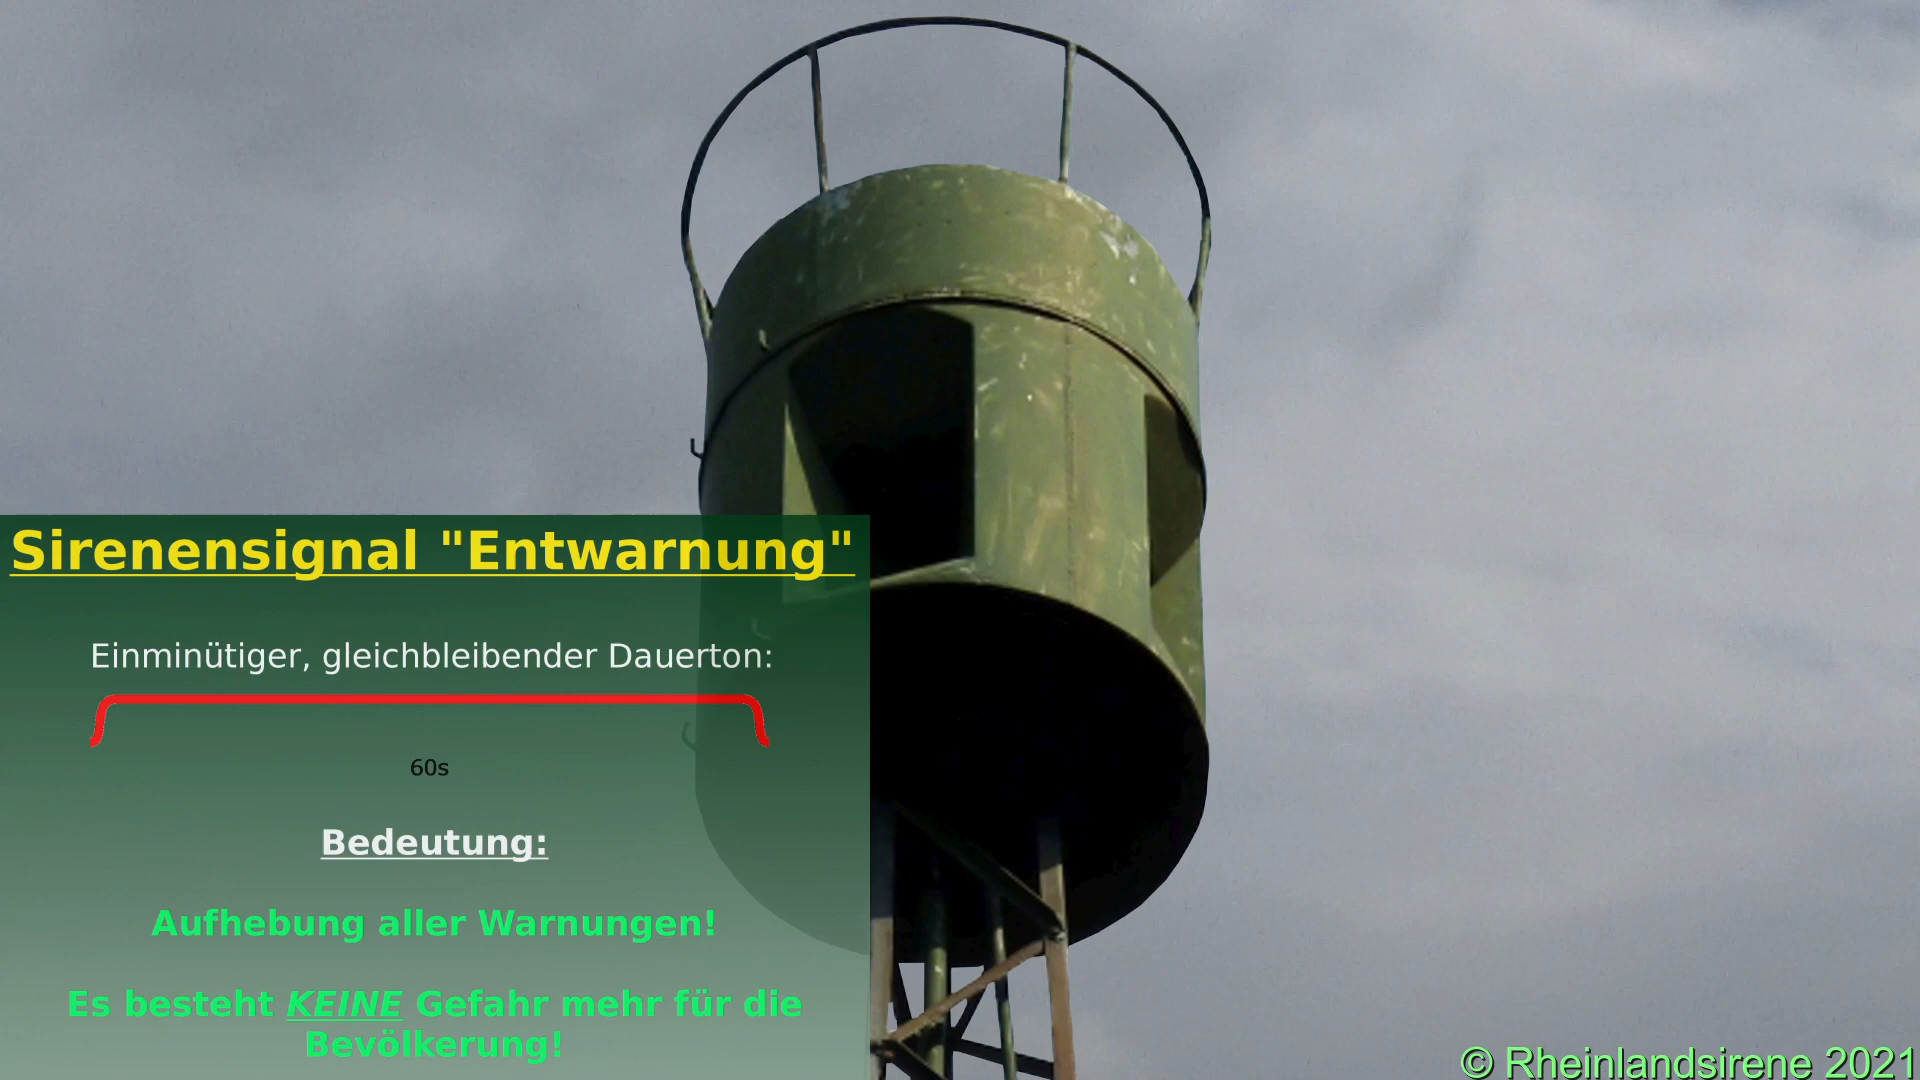 Sirenensignal "Entwarnung"
Einminütiger, gleichbleibender Dauerton:
60s
Bedeutung:
Aufhebung aller Warnungen!
Es besteht KEINE Gefahr mehr für die
Bevölkerung!
© Rheinlandsirene 2021